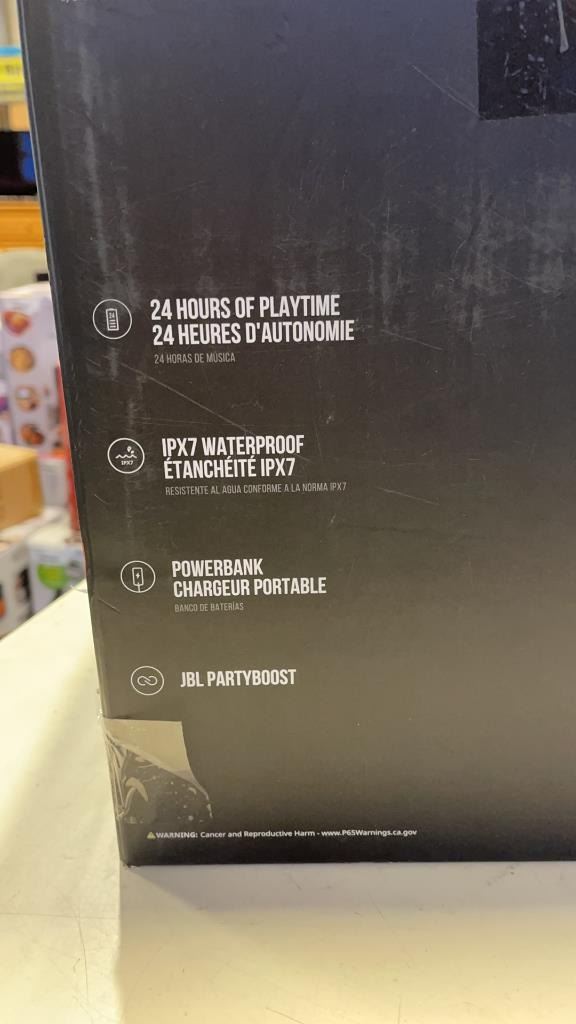 24
24 HOURS OF PLAYTIME
24 HEURES D'AUTONOMIE
24 HORAS DE MÚSICA
IPX7
IPX7 WATERPROOF
ÉTANCHÉITÉ IPX7
RESISTENTE AL AGUA CONFORME A LA NORMA IPX7
POWERBANK
CHARGEUR PORTABLE
BANCO DE BATERÍAS
JBL PARTYBOOST
WARNING: Cancer and Reproductive Harm - www.P65Warnings.ca.gov